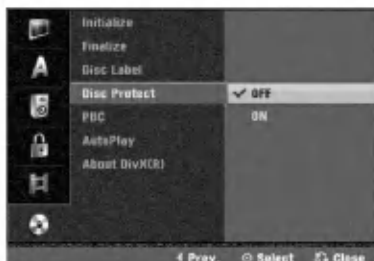 Initialize
Finalize
Disc Label
Disc Protect
✔ OFF
PBC
ON
AutoPlay
About DivX(R)
A
Prev
Select
Close